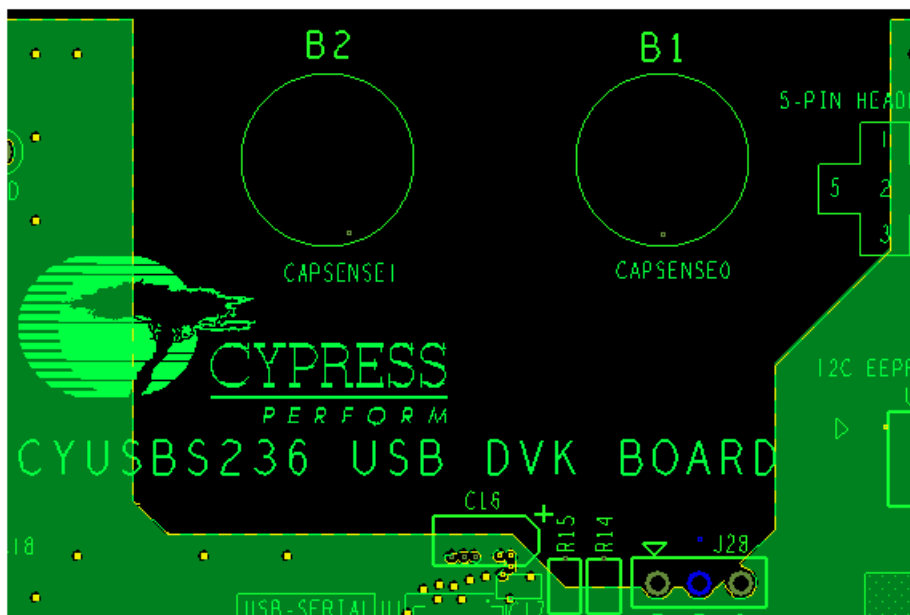 B2 B1
5-PIN HEAD
1
5 2
3
D
CAPSENSE1 CAPSENSE0
CYPRESS
PERFORM
I2C EEPR
CYUSBS236 USB DVK BOARD
C16
R15 R14 J28
USB-SERIAL